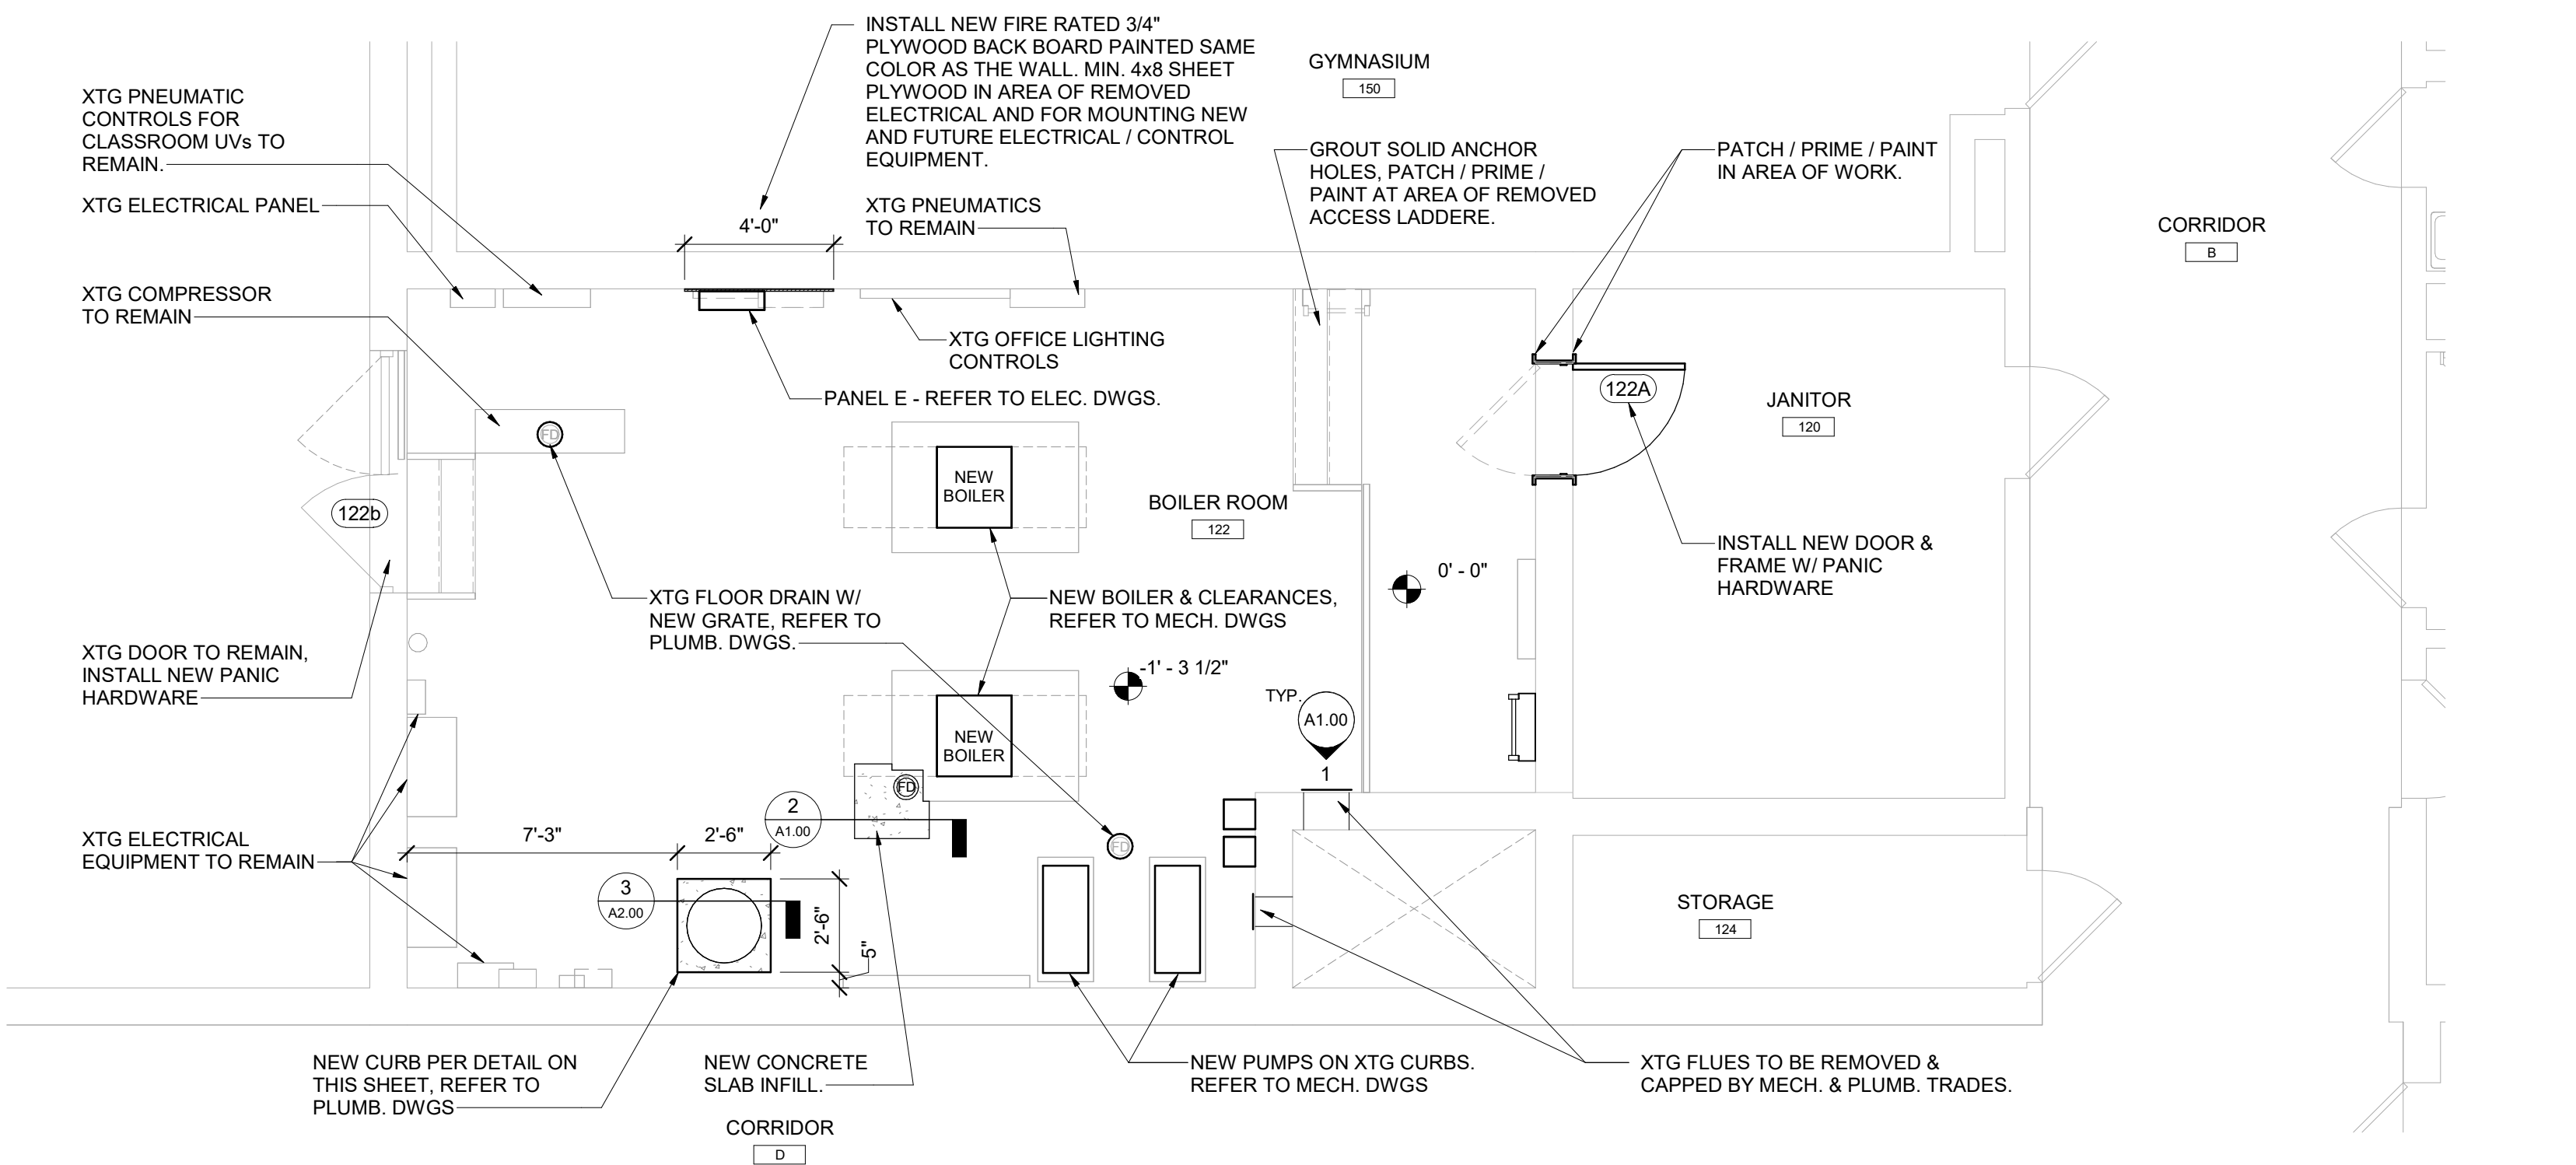 INSTALL NEW FIRE RATED 3/4"
PLYWOOD BACK BOARD PAINTED SAME
COLOR AS THE WALL. MIN. 4x8 SHEET
PLYWOOD IN AREA OF REMOVED
ELECTRICAL AND FOR MOUNTING NEW
AND FUTURE ELECTRICAL / CONTROL
EQUIPMENT.
GYMNASIUM
150
XTG PNEUMATIC
CONTROLS FOR
CLASSROOM UVs TO
REMAIN.
GROUT SOLID ANCHOR
HOLES, PATCH / PRIME /
PAINT AT AREA OF REMOVED
ACCESS LADDERE.
PATCH / PRIME / PAINT
IN AREA OF WORK.
XTG ELECTRICAL PANEL
4'-0"
XTG PNEUMATICS
TO REMAIN
CORRIDOR
B
XTG COMPRESSOR
TO REMAIN
XTG OFFICE LIGHTING
CONTROLS
PANEL E - REFER TO ELEC. DWGS.
122A
JANITOR
120
FD
NEW
BOILER
BOILER ROOM
122
122b
INSTALL NEW DOOR &
FRAME W/ PANIC
HARDWARE
0' - 0"
XTG FLOOR DRAIN W/
NEW GRATE, REFER TO
PLUMB. DWGS.
NEW BOILER & CLEARANCES,
REFER TO MECH. DWGS
XTG DOOR TO REMAIN,
INSTALL NEW PANIC
HARDWARE
-1' - 3 1/2"
TYP.
A1.00
1
NEW
BOILER
FD
2
A1.00
XTG ELECTRICAL
EQUIPMENT TO REMAIN
7'-3"
2'-6"
FD
3
A2.00
2'-6"
5"
STORAGE
124
NEW CURB PER DETAIL ON
THIS SHEET, REFER TO
PLUMB. DWGS
NEW CONCRETE
SLAB INFILL.
NEW PUMPS ON XTG CURBS.
REFER TO MECH. DWGS
XTG FLUES TO BE REMOVED &
CAPPED BY MECH. & PLUMB. TRADES.
CORRIDOR
D